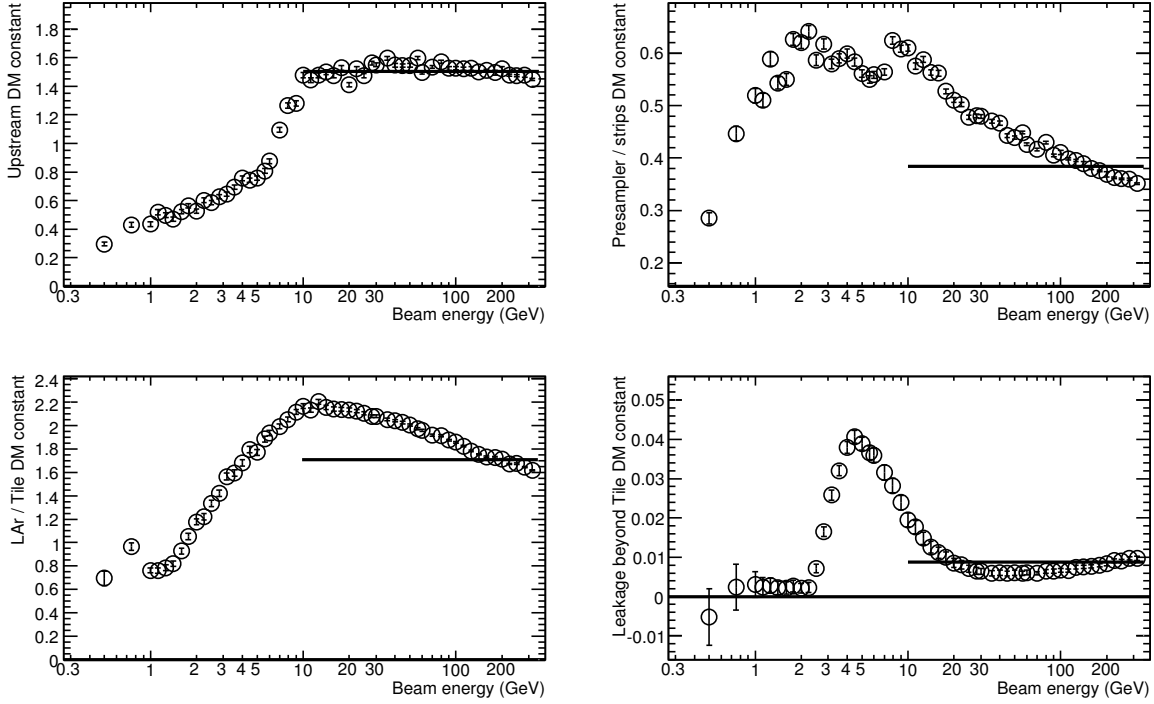 Upstream DM constant
1.8
1.6
1.4
1.2
1
0.8
0.6
0.4
0.2
0
0.3 1 2 3 4 5 10 20 30 100 200
Beam energy (GeV)
Presampler / strips DM constant
0.6
0.5
0.4
0.3
0.2
0.3 1 2 3 4 5 10 20 30 100 200
Beam energy (GeV)
LAr / Tile DM constant
2.4
2.2
2
1.8
1.6
1.4
1.2
1
0.8
0.6
0.4
0.2
0
0.3 1 2 3 4 5 10 20 30 100 200
Beam energy (GeV)
Leakage beyond Tile DM constant
0.05
0.04
0.03
0.02
0.01
0
-0.01
0.3 1 2 3 4 5 10 20 30 100 200
Beam energy (GeV)